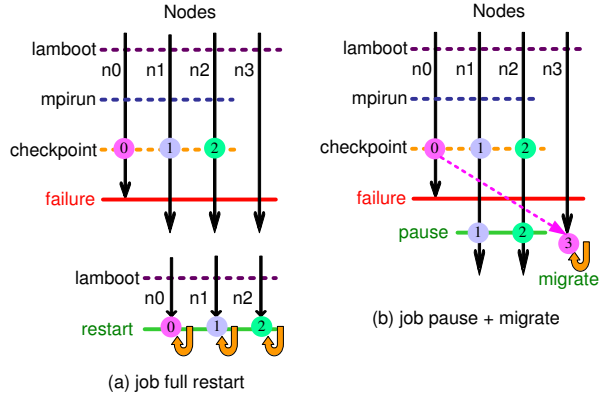 Nodes
lamboot
n0 n1 n2 n3
mpirun
checkpoint 0 1 2
failure
lamboot
n0 n1 n2
restart 0 1 2
(a) job full restart
Nodes
lamboot
n0 n1 n2 n3
mpirun
checkpoint 0 1 2
failure
pause 1 2 3
migrate
(b) job pause + migrate